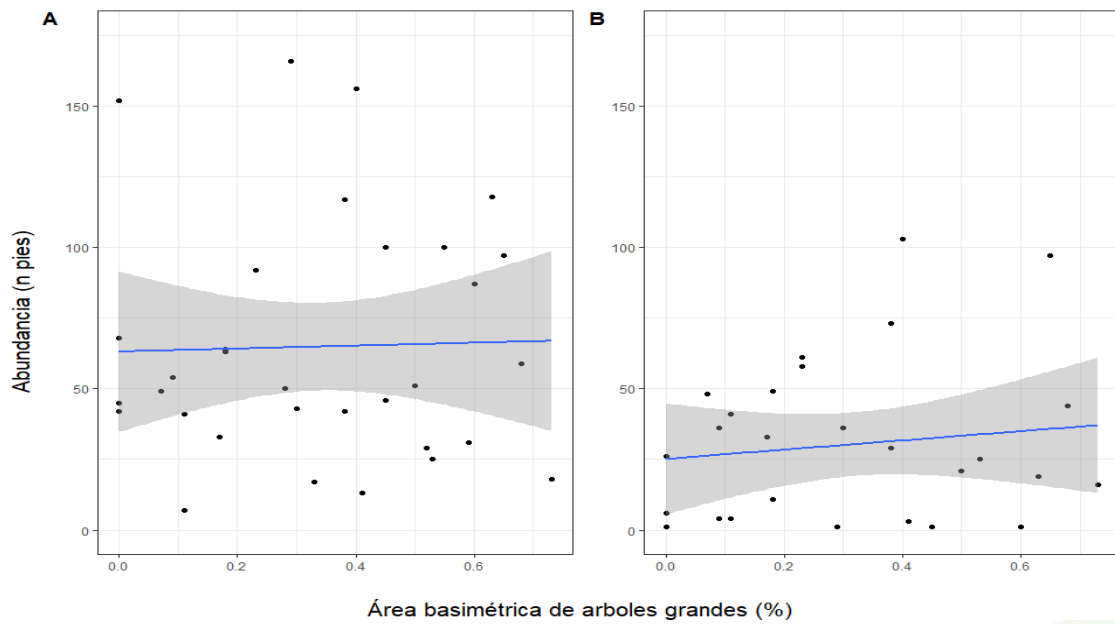 A B
150 150
100 100
50 50
0 0
0.0 0.2 0.4 0.6 0.0 0.2 0.4 0.6
Abundancia (n pies)
Área basimétrica de arboles grandes (%)